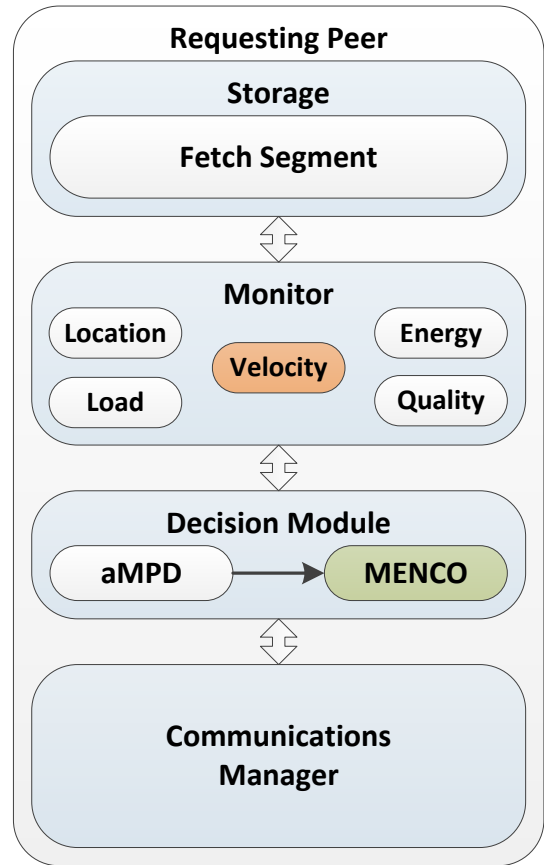 Requesting Peer
Storage
Fetch Segment
Monitor
Location
Energy
Velocity
Load
Quality
Decision Module
aMPD
MENCO
Communications
Manager